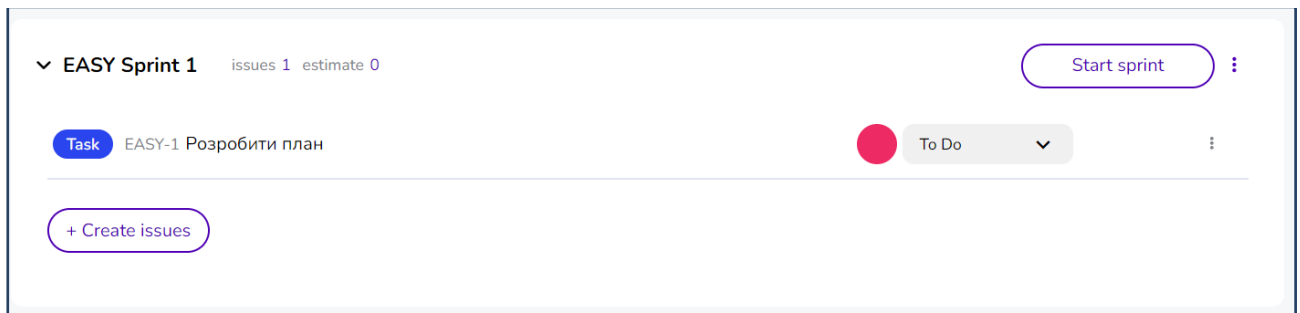 EASY Sprint 1 issues 1 estimate 0 Start sprint
Task EASY-1 Розробити план To Do
+ Create issues